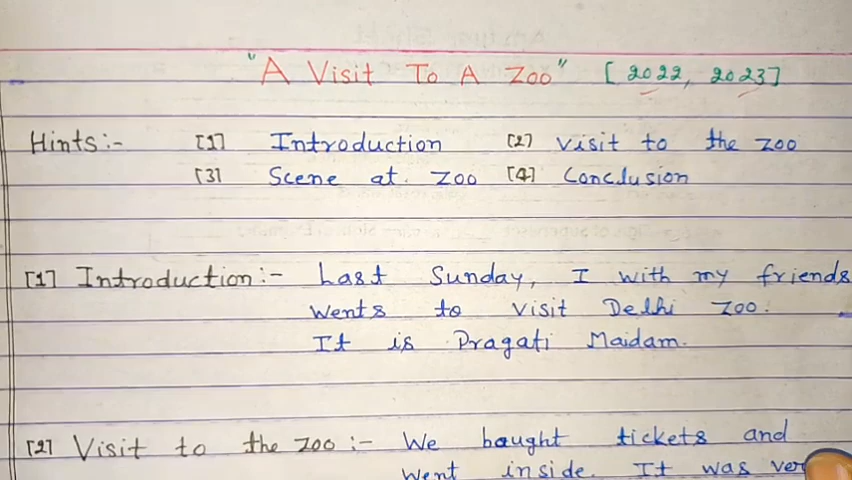 "A Visit To A Zoo" [2022, 2023]
Hints:- [1] Introduction [2] Visit to the zoo
[3] Scene at zoo [4] Conclusion
[1] Introduction:- Last Sunday, I with my friends
wents to visit Delhi zoo.
It is Pragati Maidam.
[2] Visit to the zoo:- We baught tickets and
went inside. It was